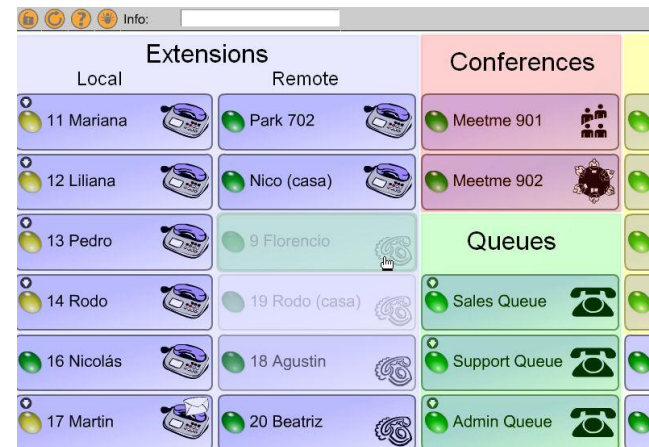 Info:
Extensions
Local Remote
Conferences
11 Mariana
Park 702
Meetme 901
12 Liliana
Nico (casa)
Meetme 902
13 Pedro
9 Florencio
Queues
14 Rodo
19 Rodo (casa)
Sales Queue
16 Nicolás
18 Agustin
Support Queue
17 Martin
20 Beatriz
Admin Queue